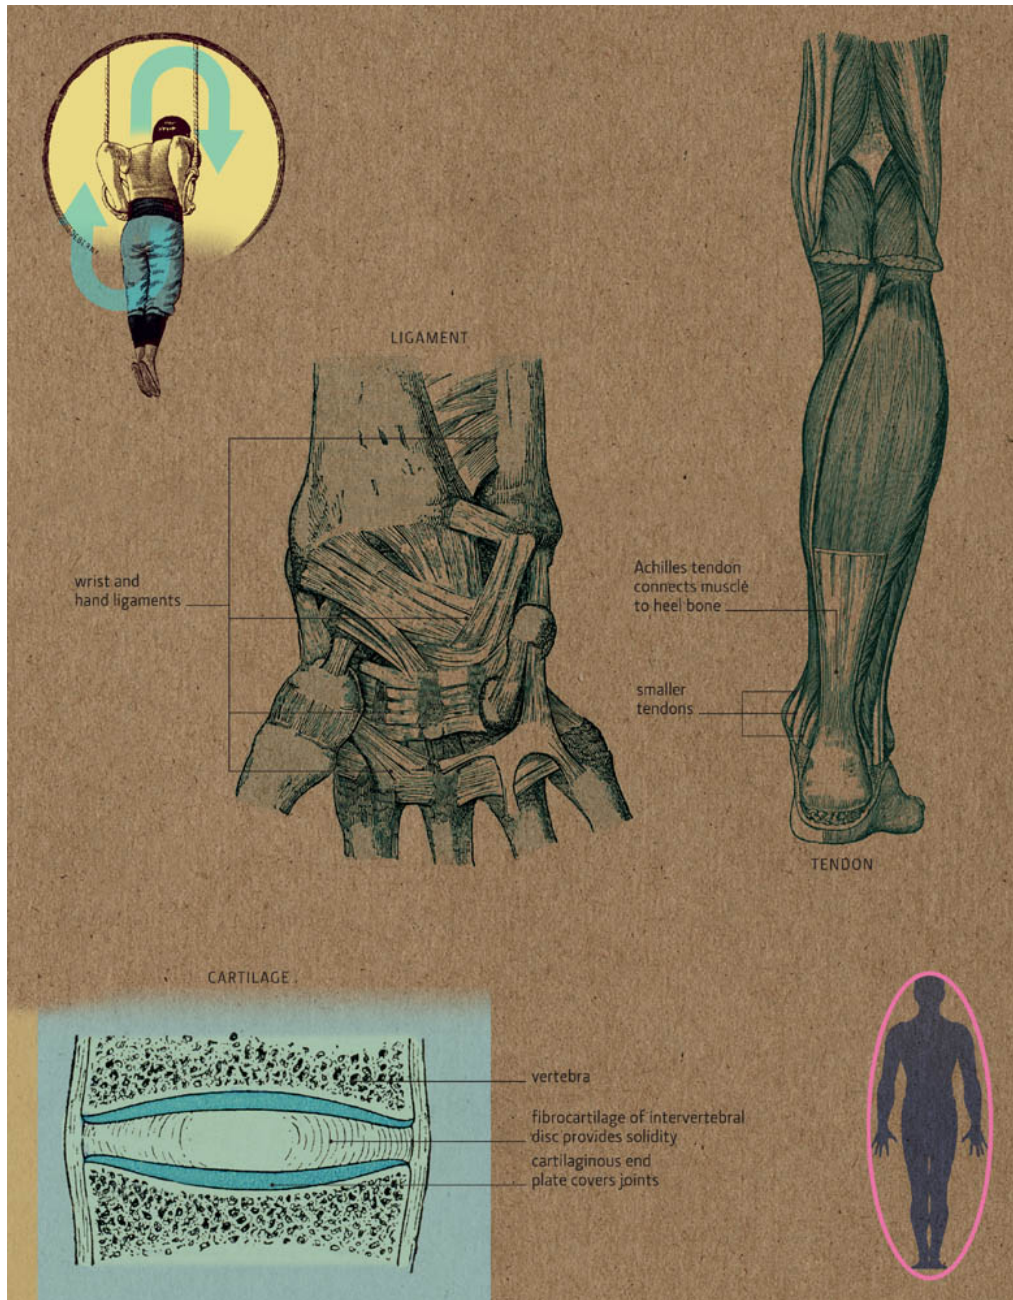 LIGAMENT
wrist and
hand ligaments
Achilles tendon
connects muscle
to heel bone
smaller
tendons
TENDON
CARTILAGE
vertebra
fibrocartilage of intervertebral
disc provides solidity
cartilaginous end
plate covers joints